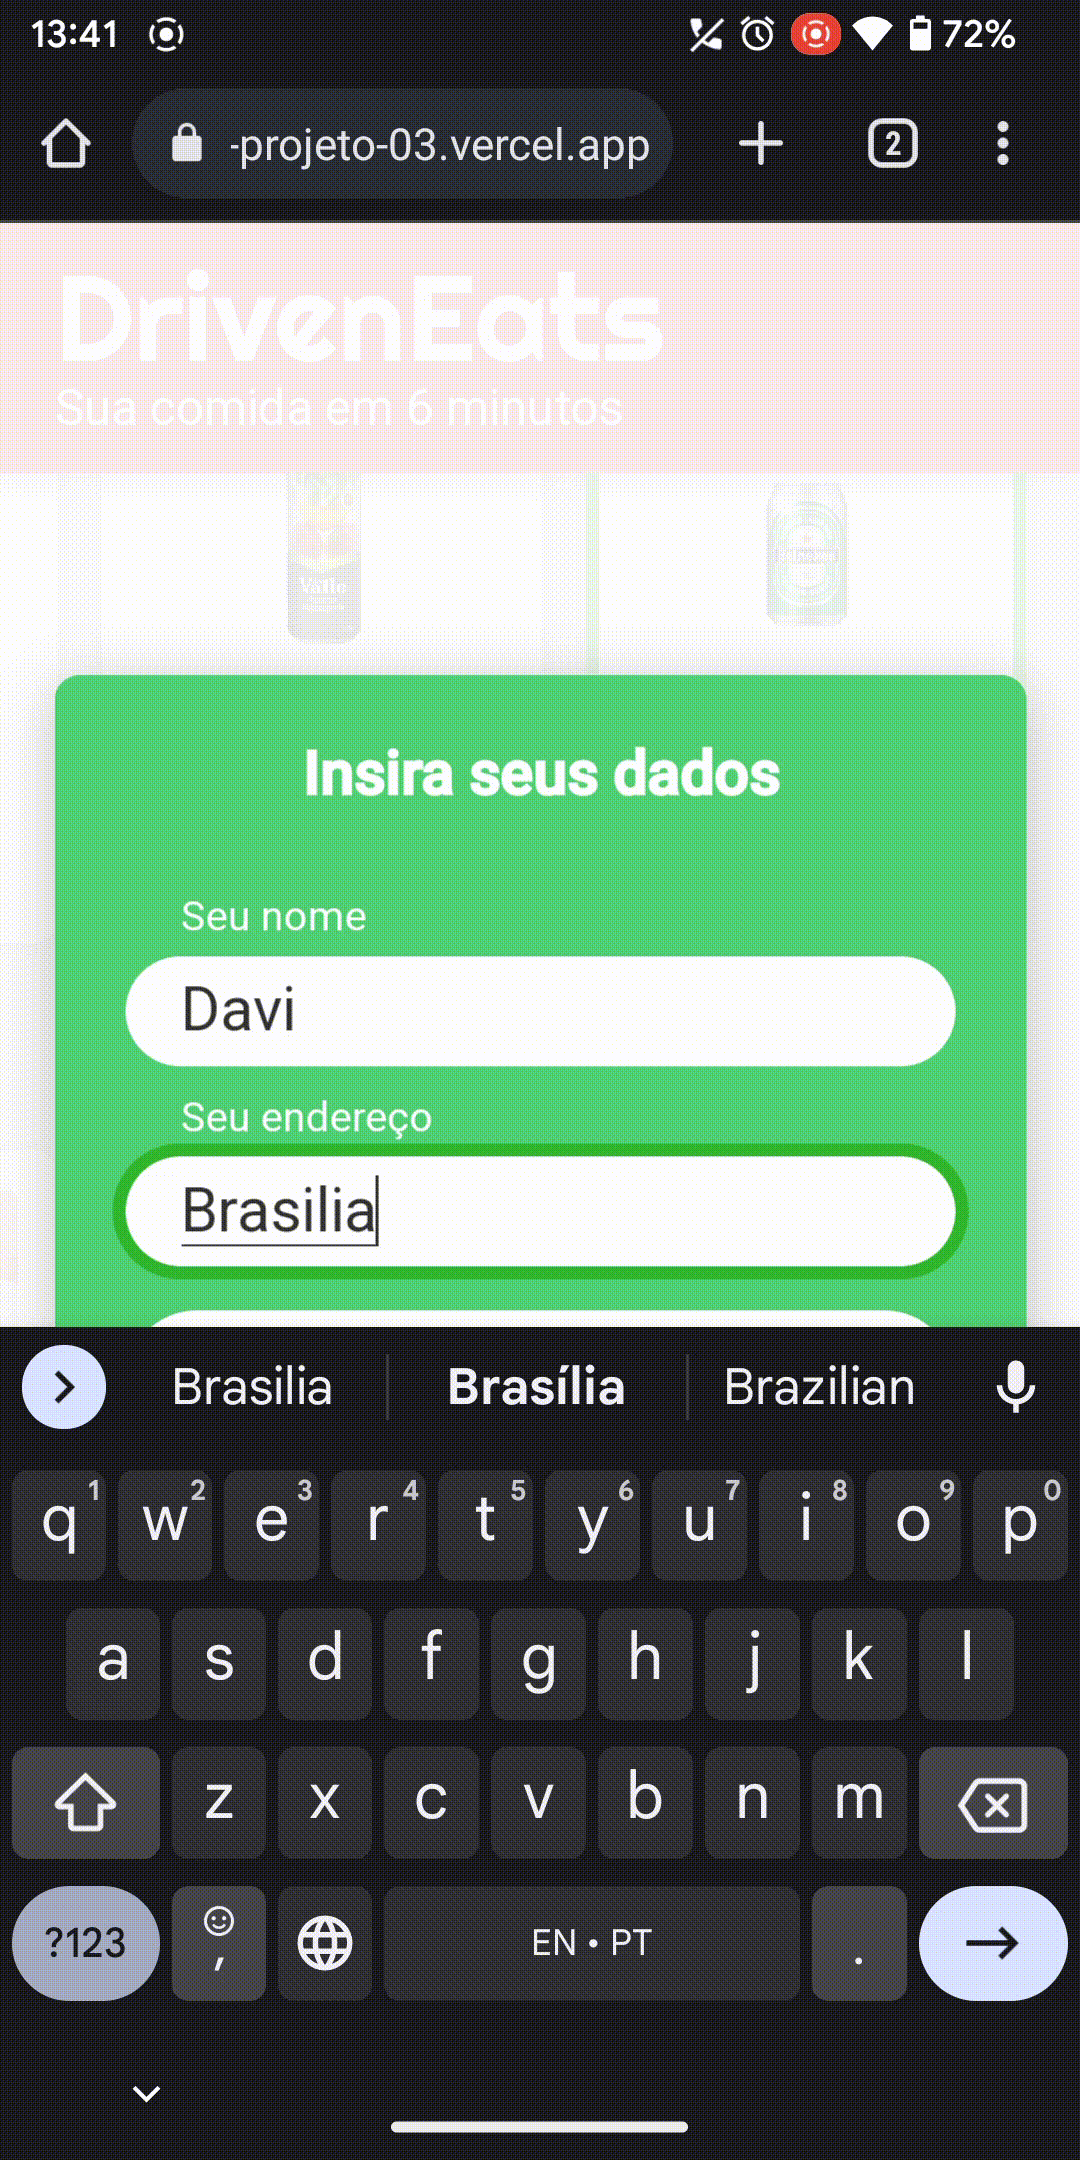 13:41 72%
-projeto-03.vercel.app 2
DrivenEats
Sua comida em 6 minutos
Insira seus dados
Seu nome
Davi
Seu endereço
Brasilia
Brasilia Brasília Brazilian
q1 w2 e3 r4 t5 y6 u7 i8 o9 p0
a s d f g h j k l
z x c v b n m
?123 , EN • PT .